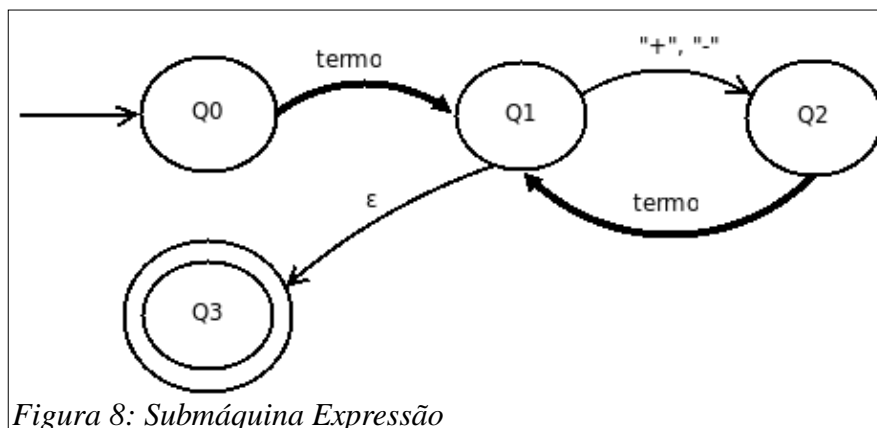 termo
"+", "-"
Q0
Q1
Q2
ε
termo
Q3
Figura 8: Submáquina Expressão